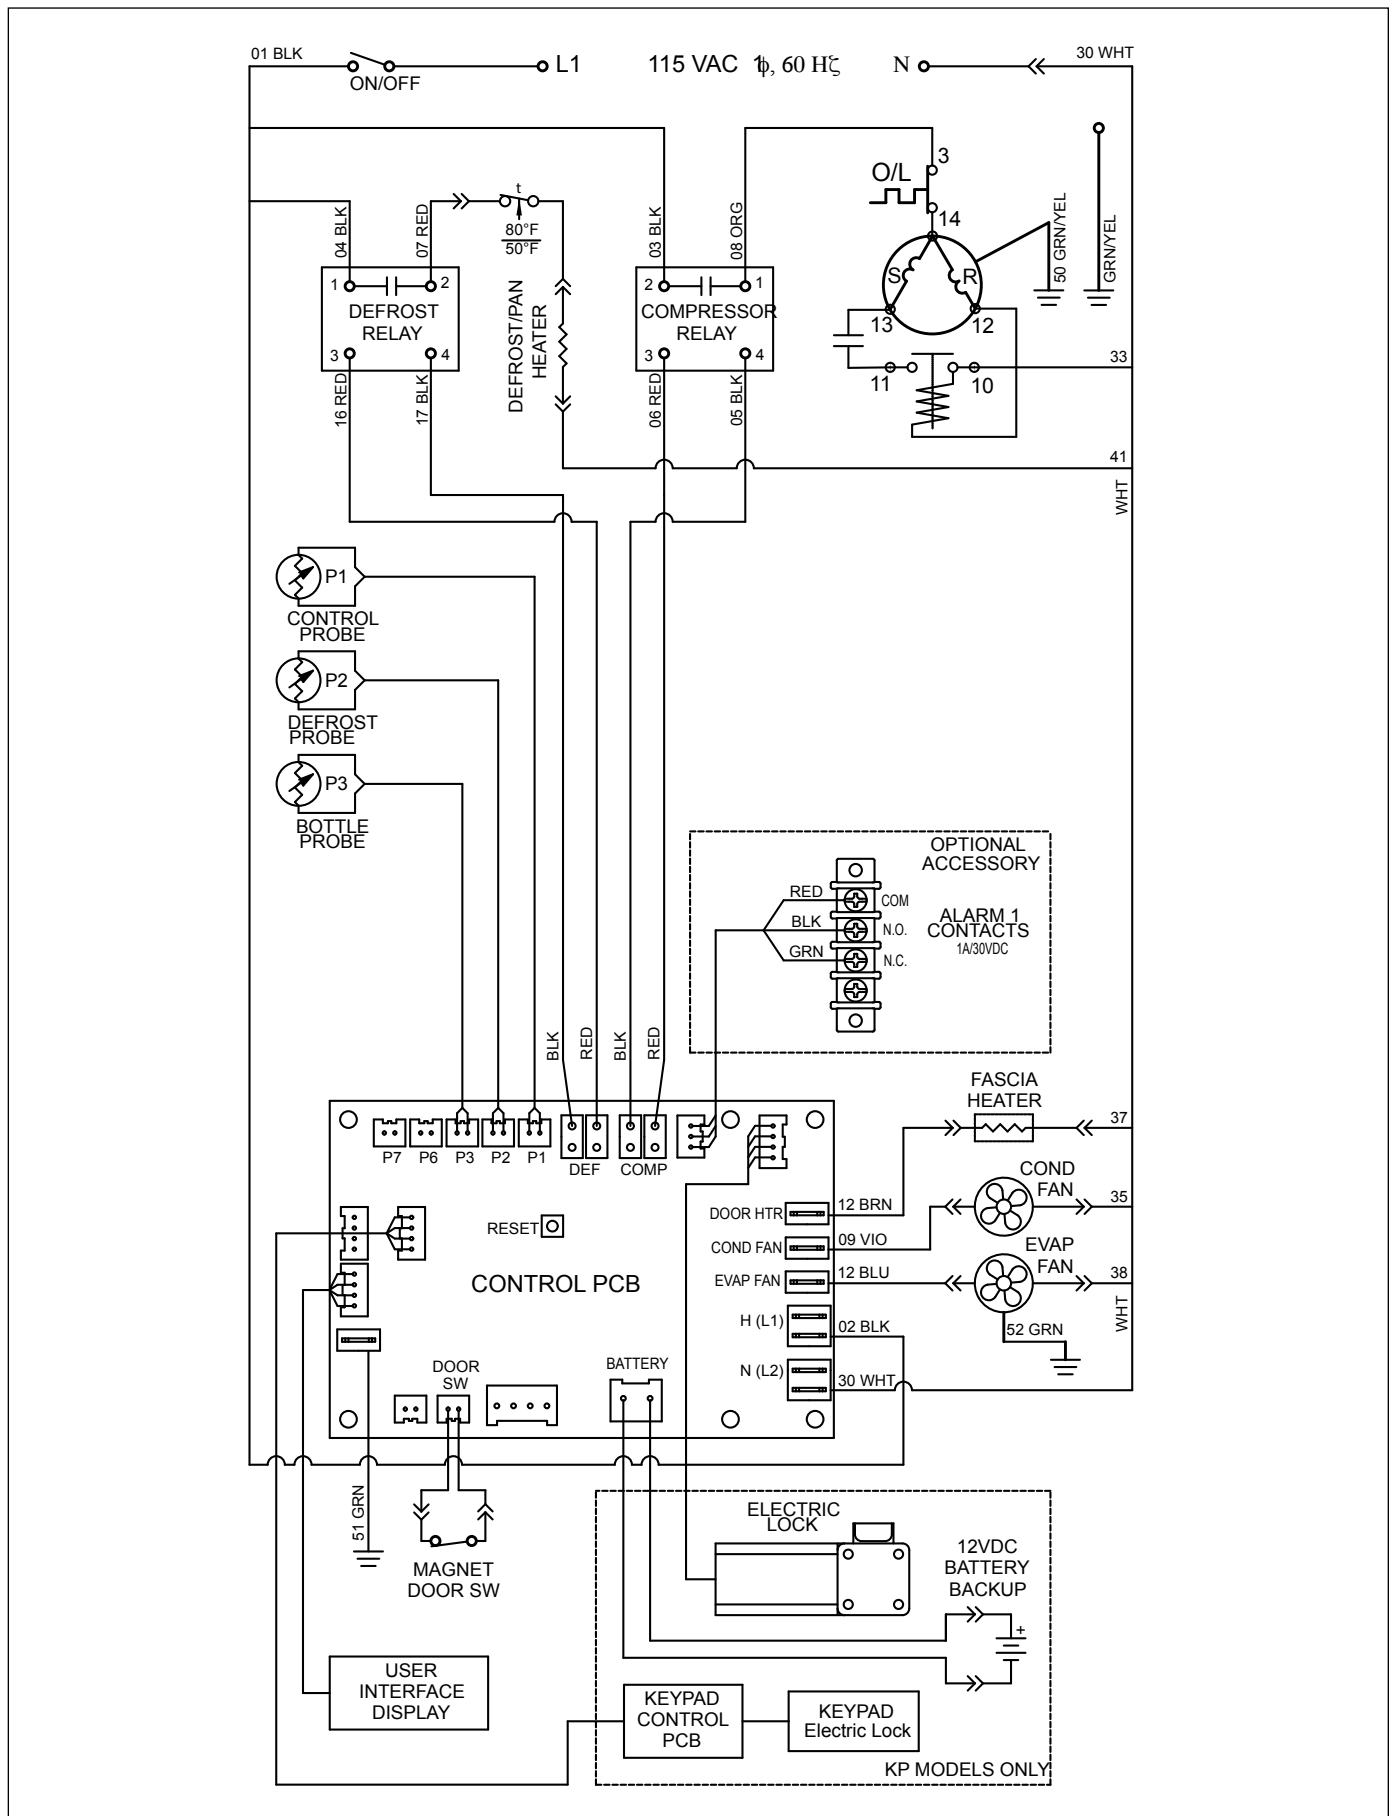 01 BLK
ON/OFF
L1
115 VAC 1ϕ, 60 Hζ
N
30 WHT
04 BLK
07 RED
t
80°F
50°F
03 BLK
08 ORG
O/L
3
14
50 GRN/YEL
GRN/YEL
1
2
DEFROST
RELAY
3
4
DEFROST/PAN
HEATER
2
1
COMPRESSOR
RELAY
3
4
S
R
13
12
11
10
33
16 RED
17 BLK
06 RED
05 BLK
41
WHT
P1
CONTROL
PROBE
P2
DEFROST
PROBE
P3
BOTTLE
PROBE
OPTIONAL
ACCESSORY
RED
COM
BLK
N.O.
GRN
N.C.
ALARM 1
CONTACTS
1A/30VDC
BLK
RED
BLK
RED
FASCIA
HEATER
37
P7
P6
P3
P2
P1
DEF
COMP
COND
FAN
35
DOOR HTR
12 BRN
RESET
COND FAN
09 VIO
EVAP
FAN
38
EVAP FAN
12 BLU
CONTROL PCB
H (L1)
02 BLK
52 GRN
WHT
N (L2)
30 WHT
DOOR
SW
BATTERY
51 GRN
MAGNET
DOOR SW
ELECTRIC
LOCK
12VDC
BATTERY
BACKUP
+
USER
INTERFACE
DISPLAY
KEYPAD
CONTROL
PCB
KEYPAD
Electric Lock
KP MODELS ONLY